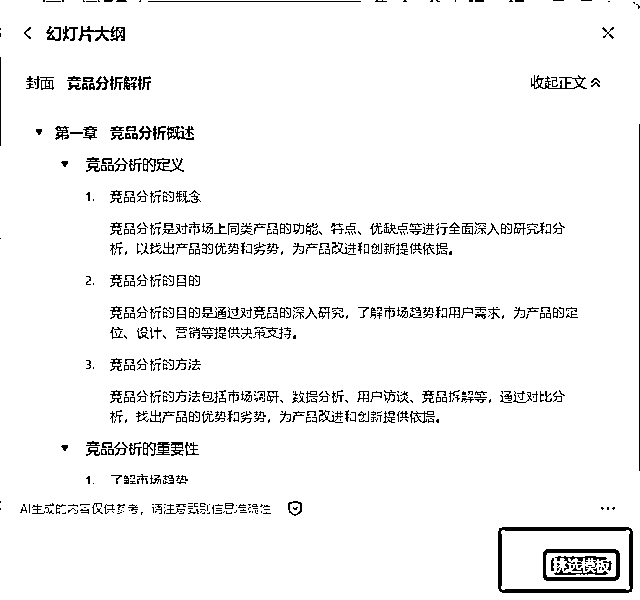 幻灯片大纲
封面 竞品分析解析 收起正文
第一章 竞品分析概述
竞品分析的定义
1. 竞品分析的概念
竞品分析是对市场上同类产品的功能、特点、优缺点等进行全面深入的研究和分
析，以找出产品的优势和劣势，为产品改进和创新提供依据。
2. 竞品分析的目的
竞品分析的目的是通过对竞品的深入研究，了解市场趋势和用户需求，为产品的定
位、设计、营销等提供决策支持。
3. 竞品分析的方法
竞品分析的方法包括市场调研、数据分析、用户访谈、竞品拆解等，通过对比分
析，找出产品的优势和劣势，为产品改进和创新提供依据。
竞品分析的重要性
1. 了解市场趋势
AI生成的内容仅供参考，请注意甄别信息准确性
挑选模板